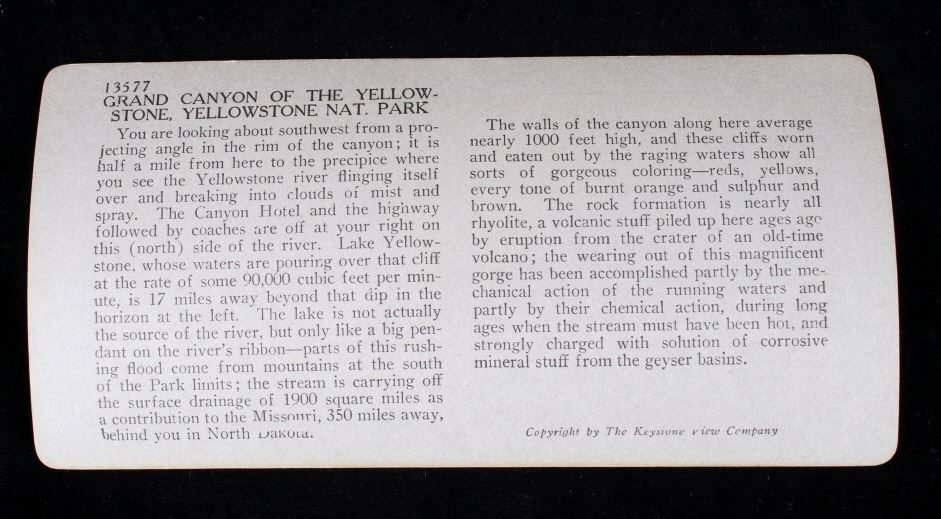 13577
GRAND CANYON OF THE YELLOW-
STONE, YELLOWSTONE NAT. PARK
You are looking about southwest from a pro-
jecting angle in the rim of the canyon; it is
half a mile from here to the precipice where
you see the Yellowstone river flinging itself
over and breaking into clouds of mist and
spray. The Canyon Hotel and the highway
followed by coaches are off at your right on
this (north) side of the river. Lake Yellow-
stone, whose waters are pouring over that cliff
at the rate of some 90,000 cubic feet per min-
ute, is 17 miles away beyond that dip in the
horizon at the left. The lake is not actually
the source of the river, but only like a big pen-
dant on the river's ribbon—parts of this rush-
ing flood come from mountains at the south
of the Park limits; the stream is carrying off
the surface drainage of 1900 square miles as
a contribution to the Missouri, 350 miles away,
behind you in North Dakota.
The walls of the canyon along here average
nearly 1000 feet high, and these cliffs worn
and eaten out by the raging waters show all
sorts of gorgeous coloring—reds, yellows,
every tone of burnt orange and sulphur and
brown. The rock formation is nearly all
rhyolite, a volcanic stuff piled up here ages ago
by eruption from the crater of an old-time
volcano; the wearing out of this magnificent
gorge has been accomplished partly by the me-
chanical action of the running waters and
partly by their chemical action, during long
ages when the stream must have been hot, and
strongly charged with solution of corrosive
mineral stuff from the geyser basins.
Copyright by The Keystone View Company